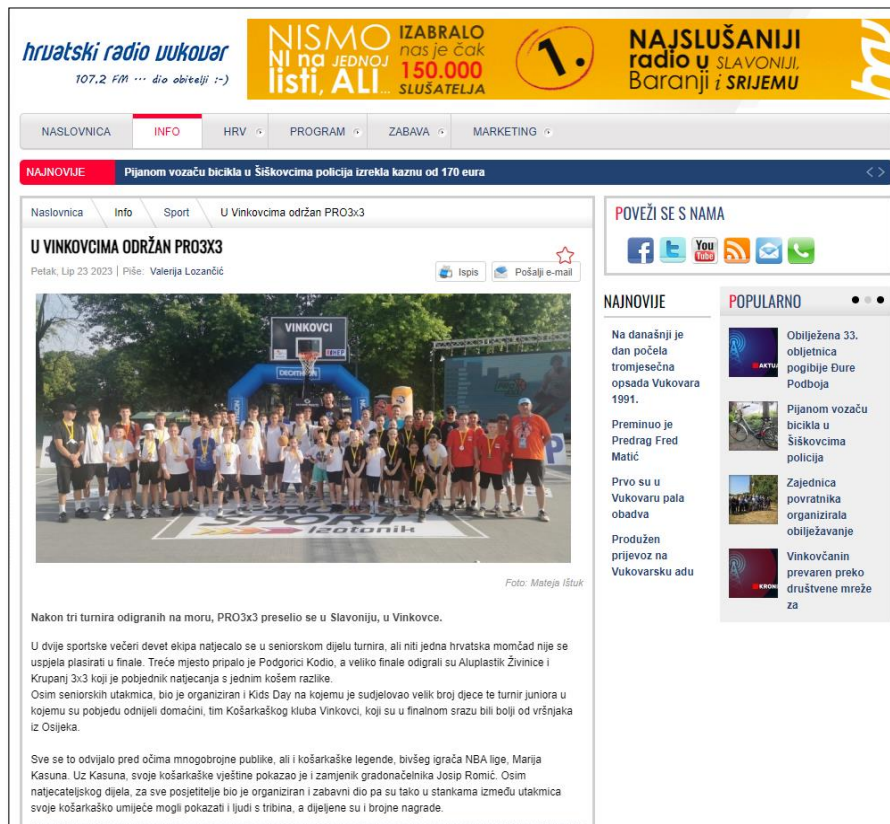 hrvatski radio vukovar
107,2 FM ... dio obitelji :-)
NISMO
NI na JEDNOJ
listi, ALI...
IZABRALO
nas je čak
150.000
SLUŠATELJA
1.
NAJSLUŠANIJI
radio u SLAVONIJI,
Baranji i SRIJEMU
NASLOVNICA INFO HRV PROGRAM ZABAVA MARKETING
NAJNOVIJE Pijanom vozaču bicikla u Šiškovcima policija izrekla kaznu od 170 eura
Naslovnica Info Sport U Vinkovcima održan PRO3x3
U VINKOVCIMA ODRŽAN PRO3X3
Petak, Lip 23 2023 | Piše: Valerija Lozančić
Ispis Pošalji e-mail
VINKOVCI
HEP
DECATHLON
SPORT
Izotonik
Foto: Mateja Ištuk
Nakon tri turnira odigranih na moru, PRO3x3 preselio se u Slavoniju, u Vinkovce.
U dvije sportske večeri devet ekipa natjecalo se u seniorskom dijelu turnira, ali niti jedna hrvatska momčad nije se
uspjela plasirati u finale. Treće mjesto pripalo je Podgorici Kodio, a veliko finale odigrali su Aluplastik Živinice i
Krupanj 3x3 koji je pobjednik natjecanja s jednim košem razlike.
Osim seniorskih utakmica, bio je organiziran i Kids Day na kojemu je sudjelovao velik broj djece te turnir juniora u
kojemu su pobjedu odnijeli domaćini, tim Košarkaškog kluba Vinkovci, koji su u finalnom srazu bili bolji od vršnjaka
iz Osijeka.
Sve se to odvijalo pred očima mnogobrojne publike, ali i košarkaške legende, bivšeg igrača NBA lige, Marija
Kasuna. Uz Kasuna, svoje košarkaške vještine pokazao je i zamjenik gradonačelnika Josip Romić. Osim
natjecateljskog dijela, za sve posjetitelje bio je organiziran i zabavni dio pa su tako u stankama između utakmica
svoje košarkaško umijeće mogli pokazati i ljudi s tribina, a dijeljene su i brojne nagrade.
POVEŽI SE S NAMA
You
Tube
NAJNOVIJE
Na današnji je
dan počela
tromjesečna
opsada Vukovara
1991.
Preminuo je
Predrag Fred
Matić
Prvo su u
Vukovaru pala
obadva
Produžen
prijevoz na
Vukovarsku adu
POPULARNO
AKTUA
Obilježena 33.
obljetnica
pogibije Đure
Podboja
Pijanom vozaču
bicikla u
Šiškovcima
policija
Zajednica
povratnika
organizirala
obilježavanje
KRONI
Vinkovčanin
prevaren preko
društvene mreže
za